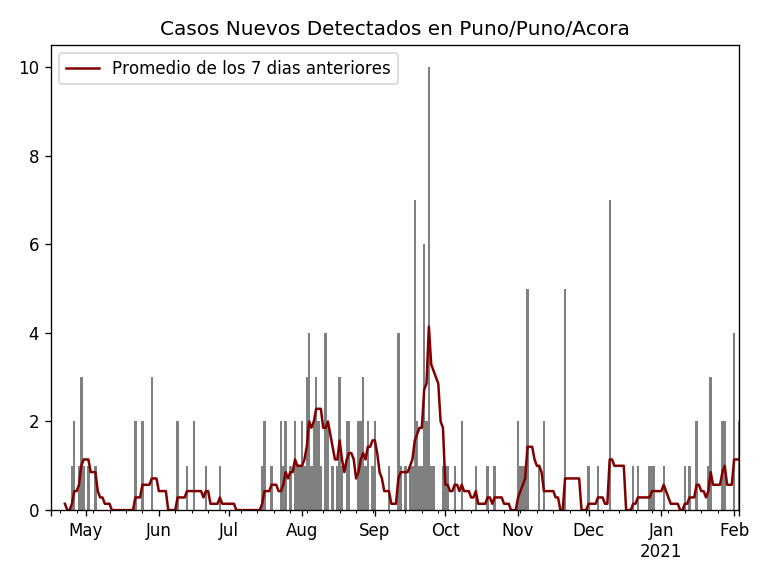 Casos Nuevos Detectados en Puno/Puno/Acora
Promedio de los 7 dias anteriores
10
8
6
4
2
0
May Jun Jul Aug Sep Oct Nov Dec Jan Feb
2021